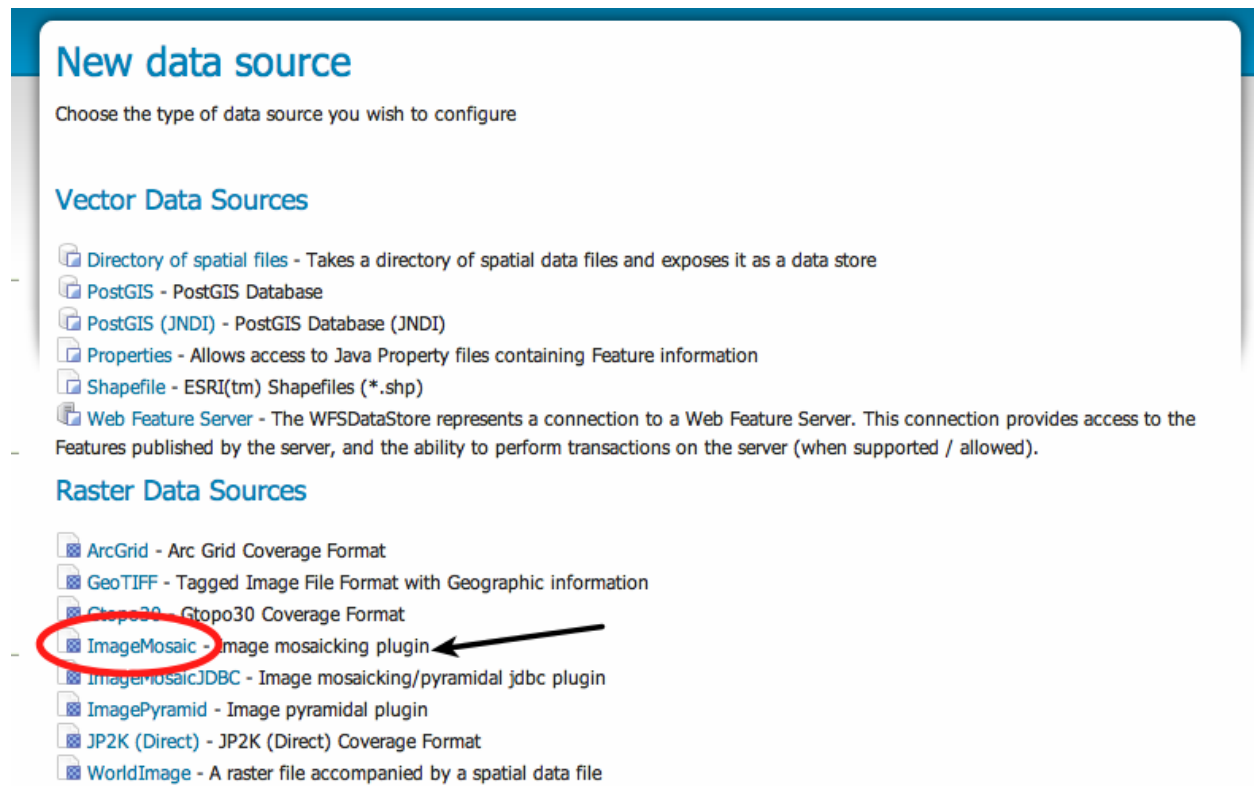 New data source
Choose the type of data source you wish to configure
Vector Data Sources
Directory of spatial files - Takes a directory of spatial data files and exposes it as a data store
PostGIS - PostGIS Database
PostGIS (JNDI) - PostGIS Database (JNDI)
Properties - Allows access to Java Property files containing Feature information
Shapefile - ESRI(tm) Shapefiles (*.shp)
Web Feature Server - The WFSDataStore represents a connection to a Web Feature Server. This connection provides access to the
Features published by the server, and the ability to perform transactions on the server (when supported / allowed).
Raster Data Sources
ArcGrid - Arc Grid Coverage Format
GeoTIFF - Tagged Image File Format with Geographic information
Gtopo30 - Gtopo30 Coverage Format
ImageMosaic - Image mosaicking plugin
ImageMosaicJDBC - Image mosaicking/pyramidal jdbc plugin
ImagePyramid - Image pyramidal plugin
JP2K (Direct) - JP2K (Direct) Coverage Format
WorldImage - A raster file accompanied by a spatial data file